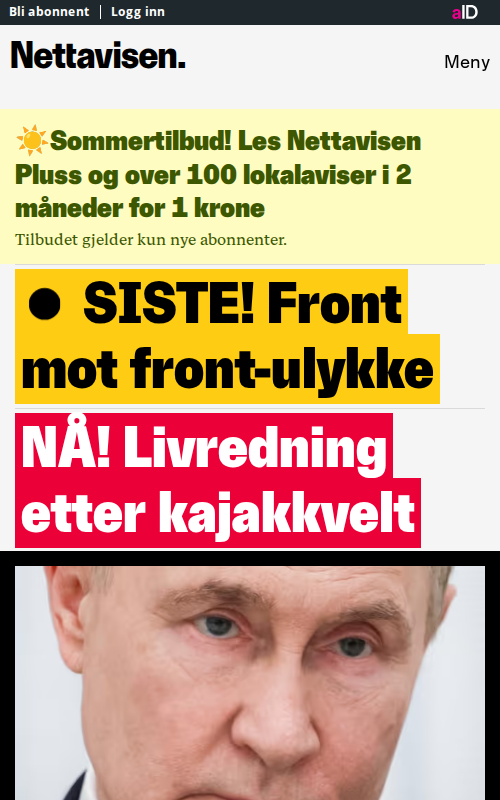 Bli abonnent | Logg inn
aID
Nettavisen.
Meny
☀️Sommertilbud! Les Nettavisen
Pluss og over 100 lokalaviser i 2
måneder for 1 krone
Tilbudet gjelder kun nye abonnenter.
● SISTE! Front
mot front-ulykke
NÅ! Livredning
etter kajakkvelt